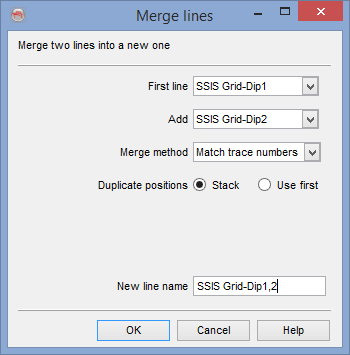 Merge lines
Merge two lines into a new one
First line SSIS Grid-Dip1
Add SSIS Grid-Dip2
Merge method Match trace numbers
Duplicate positions Stack Use first
New line name SSIS Grid-Dip1,2
OK Cancel Help